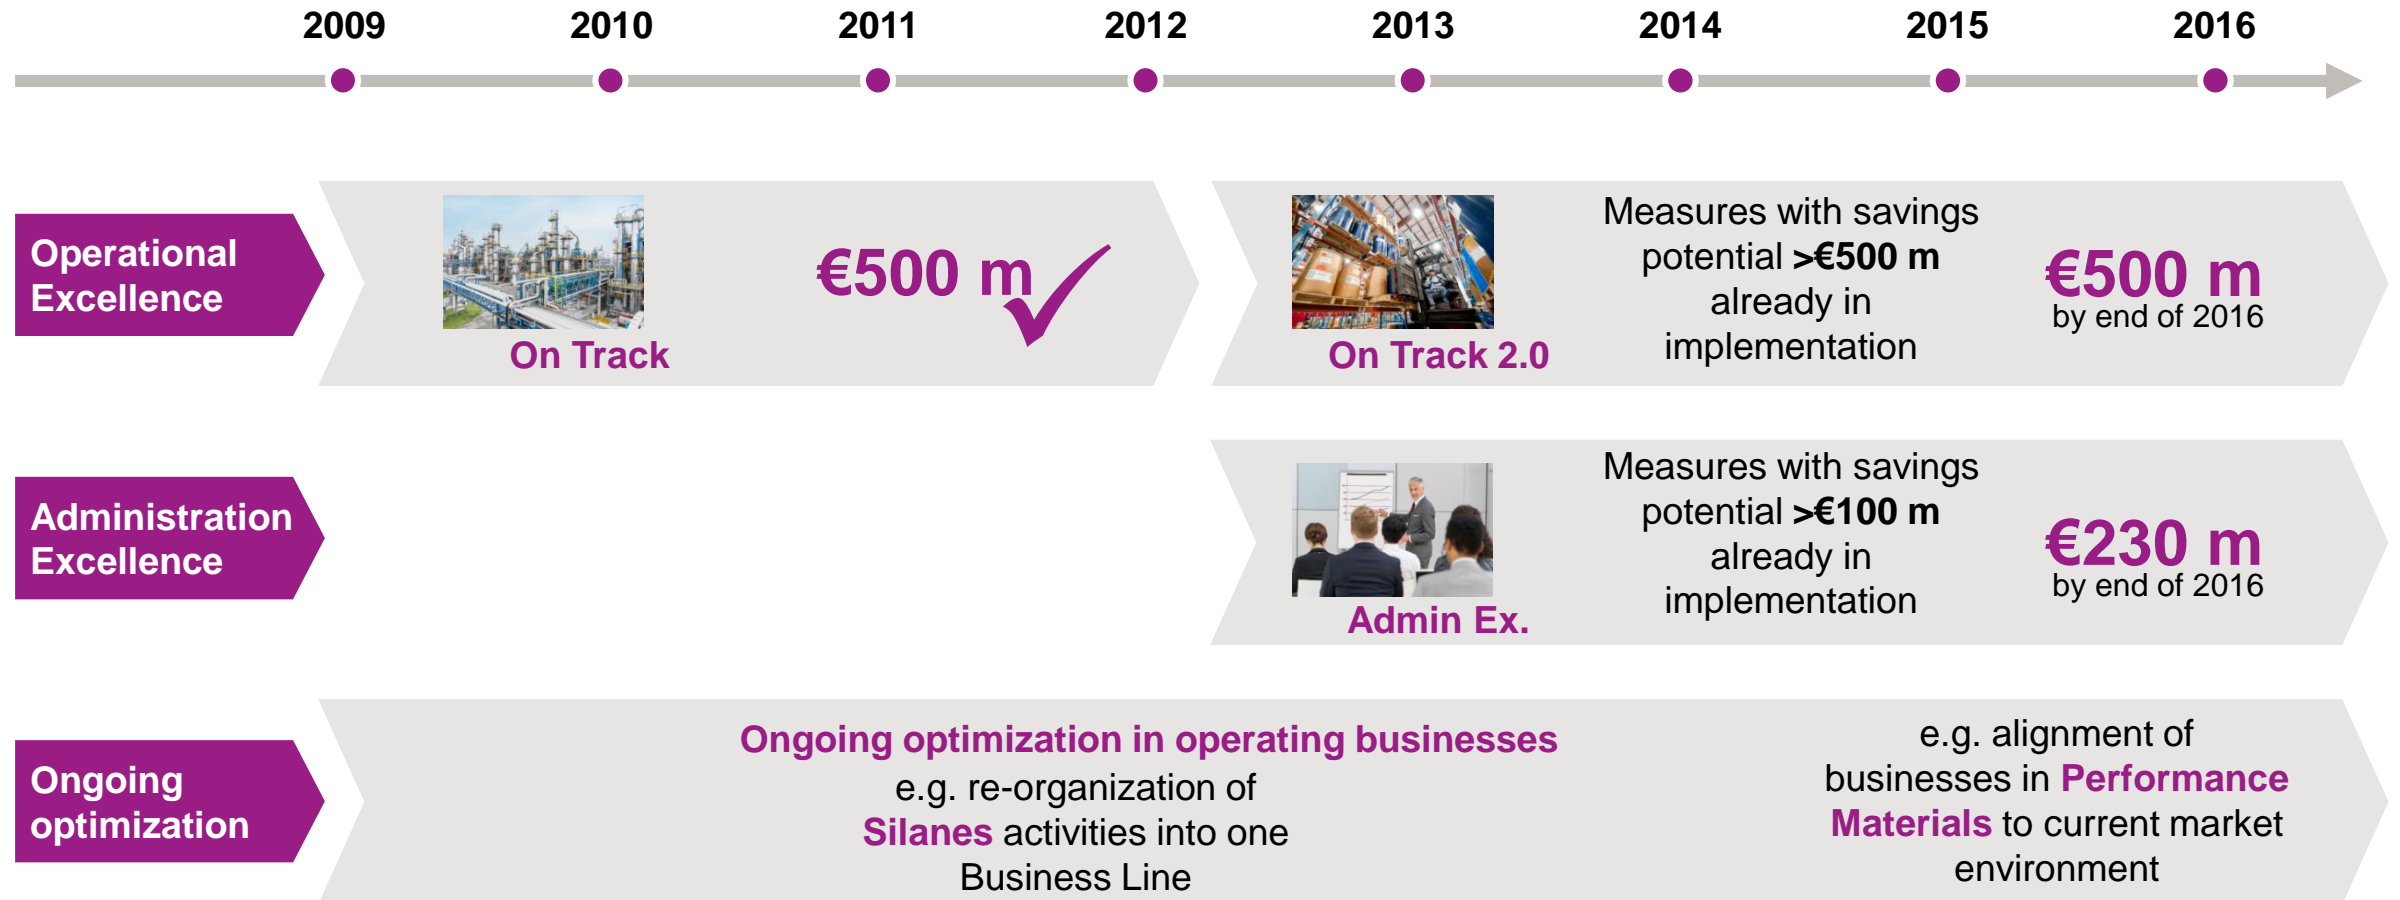 2009 2010 2011 2012 2013 2014 2015 2016
Operational
Excellence
On Track
€500 m
On Track 2.0
Measures with savings
potential >€500 m
already in
implementation
€500 m
by end of 2016
Administration
Excellence
Admin Ex.
Measures with savings
potential >€100 m
already in
implementation
€230 m
by end of 2016
Ongoing
optimization
Ongoing optimization in operating businesses
e.g. re-organization of
Silanes activities into one
Business Line
e.g. alignment of
businesses in Performance
Materials to current market
environment